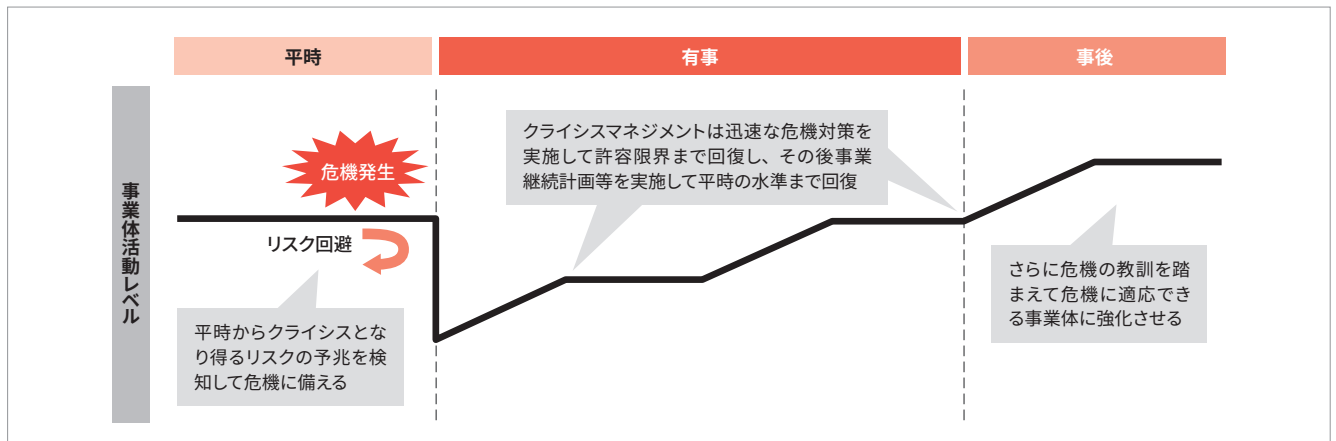 平時
有事
事後
事業体活動レベル
危機発生
リスク回避
平時からクライシスとな
り得るリスクの予兆を検
知して危機に備える
クライシスマネジメントは迅速な危機対策を
実施して許容限界まで回復し、その後事業
継続計画等を実施して平時の水準まで回復
さらに危機の教訓を踏
まえて危機に適応でき
る事業体に強化させる